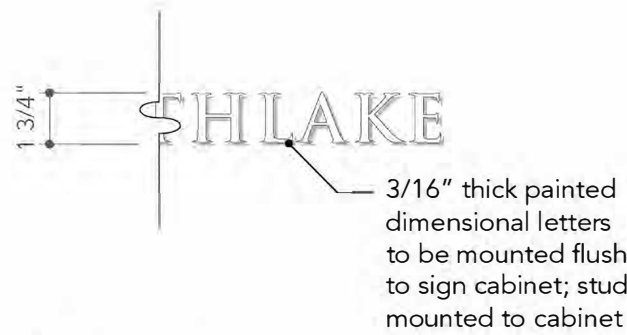 1 3/4"
THLAKE
3/16” thick painted
dimensional letters
to be mounted flush
to sign cabinet; stud
mounted to cabinet